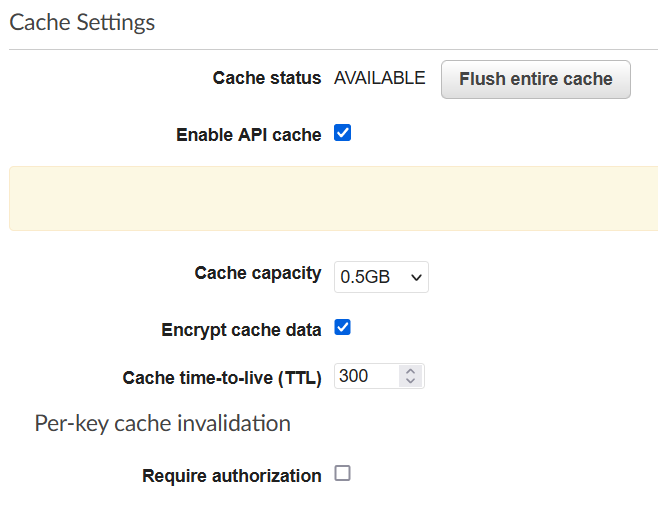 Cache Settings
Cache status AVAILABLE Flush entire cache
Enable API cache
Cache capacity 0.5GB
Encrypt cache data
Cache time-to-live (TTL) 300
Per-key cache invalidation
Require authorization